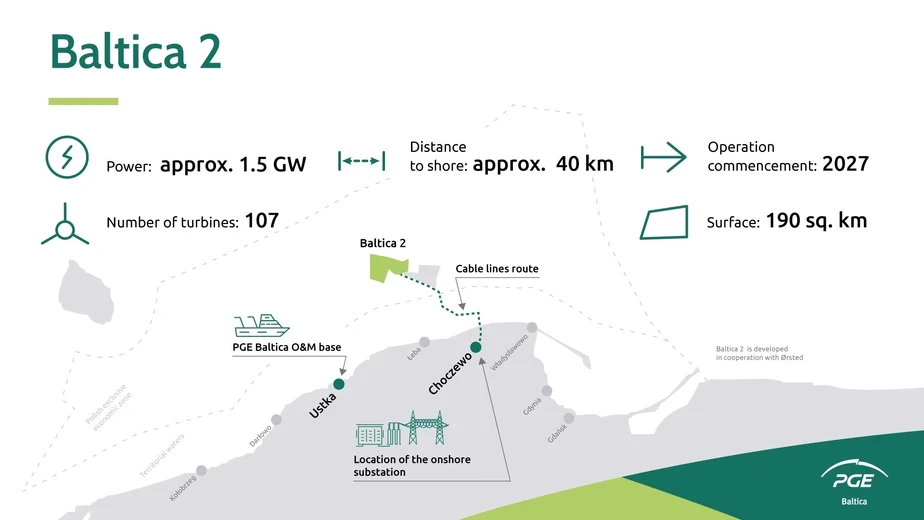 Baltica 2
Power: approx. 1.5 GW
Distance
to shore: approx. 40 km
Operation
commencement: 2027
Number of turbines: 107
Surface: 190 sq. km
Baltica 2
Cable lines route
PGE Baltica O&M base
Łeba
Choczewo
Władysławowo
Baltica 2 is developed
in cooperation with Ørsted
Ustka
Polish exclusive
economic zone
Darłowo
Gdynia
Gdańsk
Territorial waters
Location of the onshore
substation
Kołobrzeg
PGE
Baltica